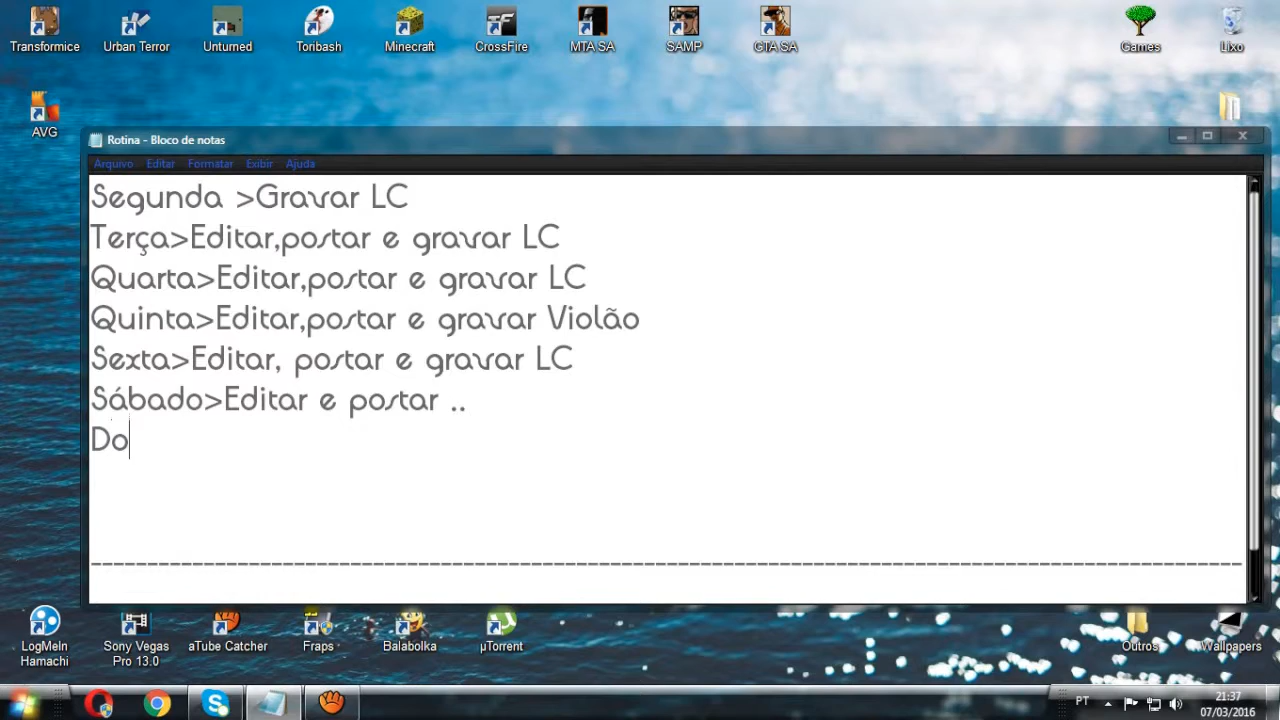 Transformice
Urban Terror
Unturned
Toribash
Minecraft
CrossFire
MTA SA
SAMP
GTA SA
Games
Lixo
AVG
Rotina - Bloco de notas
Arquivo Editar Formatar Exibir Ajuda
Segunda >Gravar LC
Terça>Editar,postar e gravar LC
Quarta>Editar,postar e gravar LC
Quinta>Editar,postar e gravar Violão
Sexta>Editar, postar e gravar LC
Sábado>Editar e postar ..
Do
LogMeIn
Hamachi
Sony Vegas
Pro 13.0
aTube Catcher
Fraps
Balabolka
µTorrent
Outros
Wallpapers
PT
21:37
07/03/2016